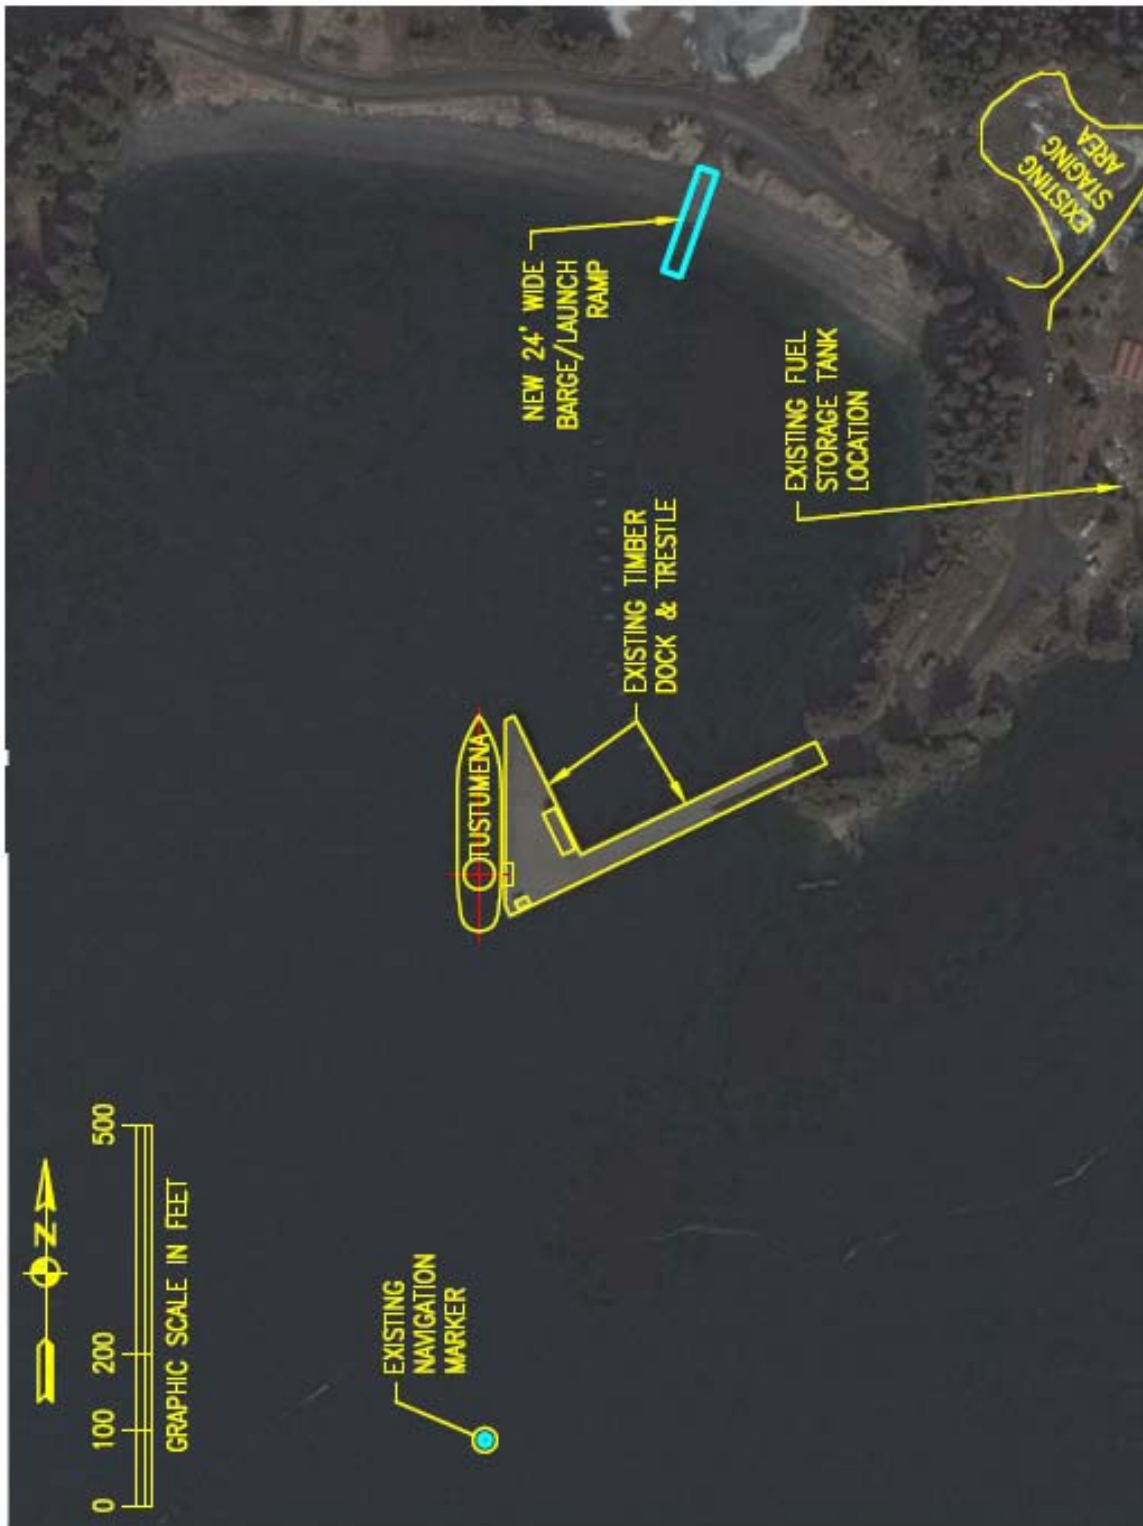 N
0 100 200 500
GRAPHIC SCALE IN FEET
EXISTING
NAVIGATION
MARKER
TUSTUMENA
EXISTING TIMBER
DOCK & TRESTLE
NEW 24' WIDE
BARGE/LAUNCH
RAMP
EXISTING FUEL
STORAGE TANK
LOCATION
EXISTING
STAGING
AREA